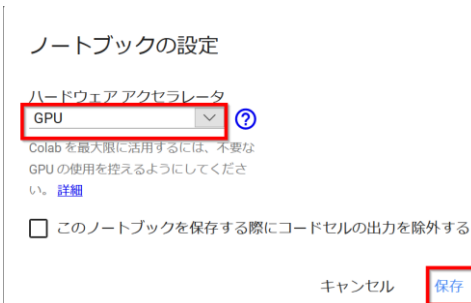 ノートブックの設定
ハードウェア アクセラレータ
GPU
Colab を最大限に活用するには、不要な
GPU の使用を控えるようにしてくださ
い。 詳細
このノートブックを保存する際にコードセルの出力を除外する
キャンセル 保存